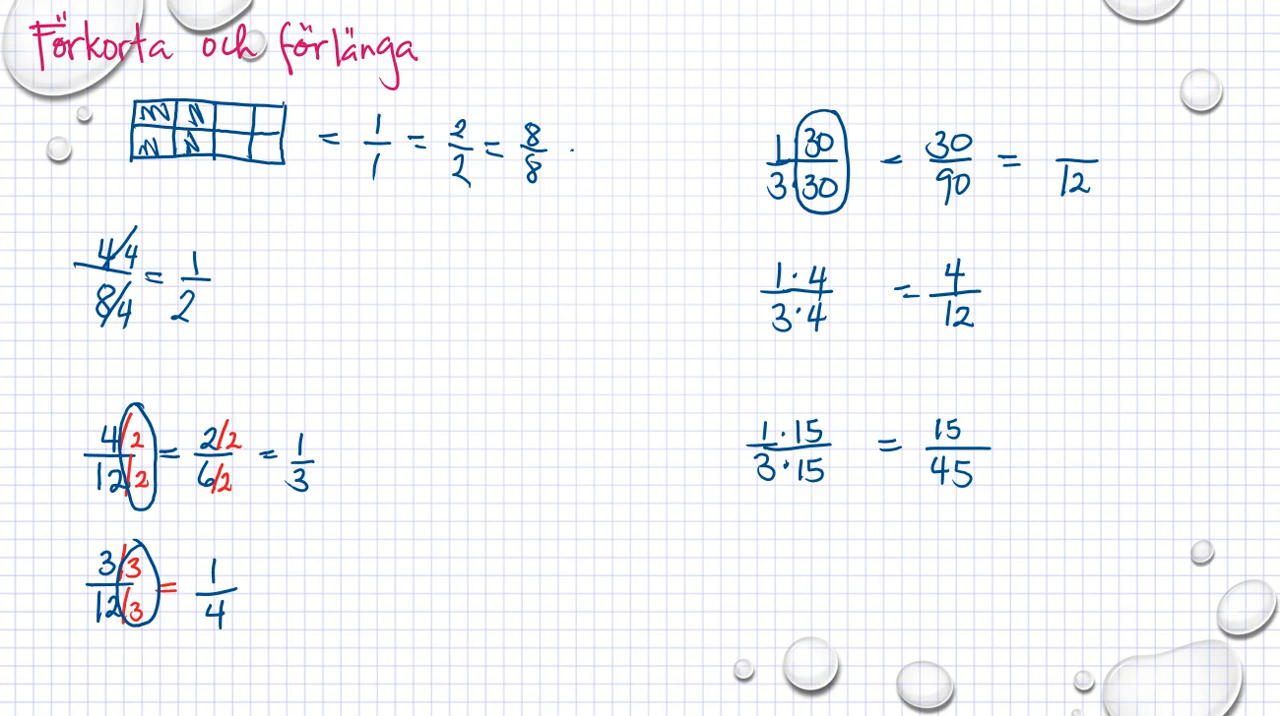 Förkorta och förlänga
= 1/1 = 2/2 = 8/8 .
4/4 / 8/4 = 1/2
4/2 / 12/2 = 2/2 / 6/2 = 1/3
3/3 / 12/3 = 1/4
1·30 / 3·30 = 30/90 = /12
1·4 / 3·4 = 4/12
1·15 / 3·15 = 15/45